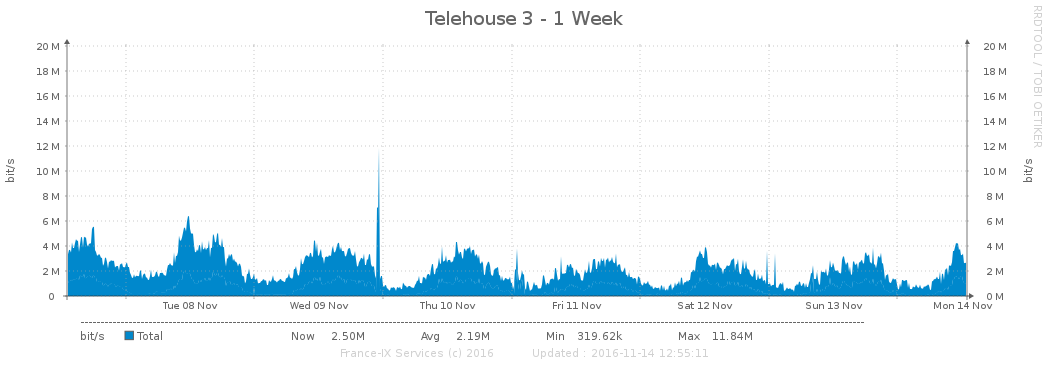 Telehouse 3 - 1 Week
RRDTOOL / TOBI OETIKER
bit/s
bit/s
20 M 20 M
18 M 18 M
16 M 16 M
14 M 14 M
12 M 12 M
10 M 10 M
8 M 8 M
6 M 6 M
4 M 4 M
2 M 2 M
0 0 M
Tue 08 Nov Wed 09 Nov Thu 10 Nov Fri 11 Nov Sat 12 Nov Sun 13 Nov Mon 14 Nov
bit/s Total Now 2.50M Avg 2.19M Min 319.62k Max 11.84M
France-IX Services (c) 2016 Updated : 2016-11-14 12:55:11